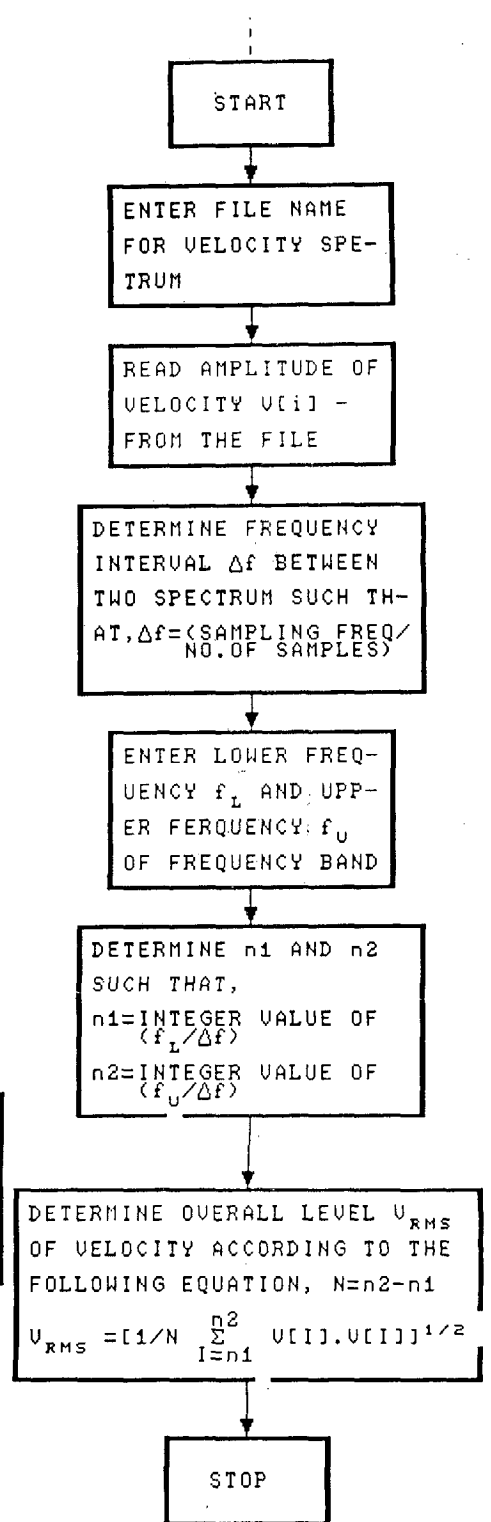 START
ENTER FILE NAME
FOR VELOCITY SPE-
TRUM
READ AMPLITUDE OF
VELOCITY V[i] -
FROM THE FILE
DETERMINE FREQUENCY
INTERVAL Δf BETWEEN
TWO SPECTRUM SUCH TH-
AT,Δf=(SAMPLING FREQ/
NO.OF SAMPLES)
ENTER LOWER FREQ-
UENCY f_L AND UPP-
ER FERQUENCY f_U
OF FREQUENCY BAND
DETERMINE n1 AND n2
SUCH THAT,
n1=INTEGER VALUE OF
(f_L/Δf)
n2=INTEGER VALUE OF
(f_U/Δf)
DETERMINE OVERALL LEVEL V_RMS
OF VELOCITY ACCORDING TO THE
FOLLOWING EQUATION, N=n2-n1
n2
V_RMS =[1/N Σ V[I].V[I]]^1/2
I=n1
STOP